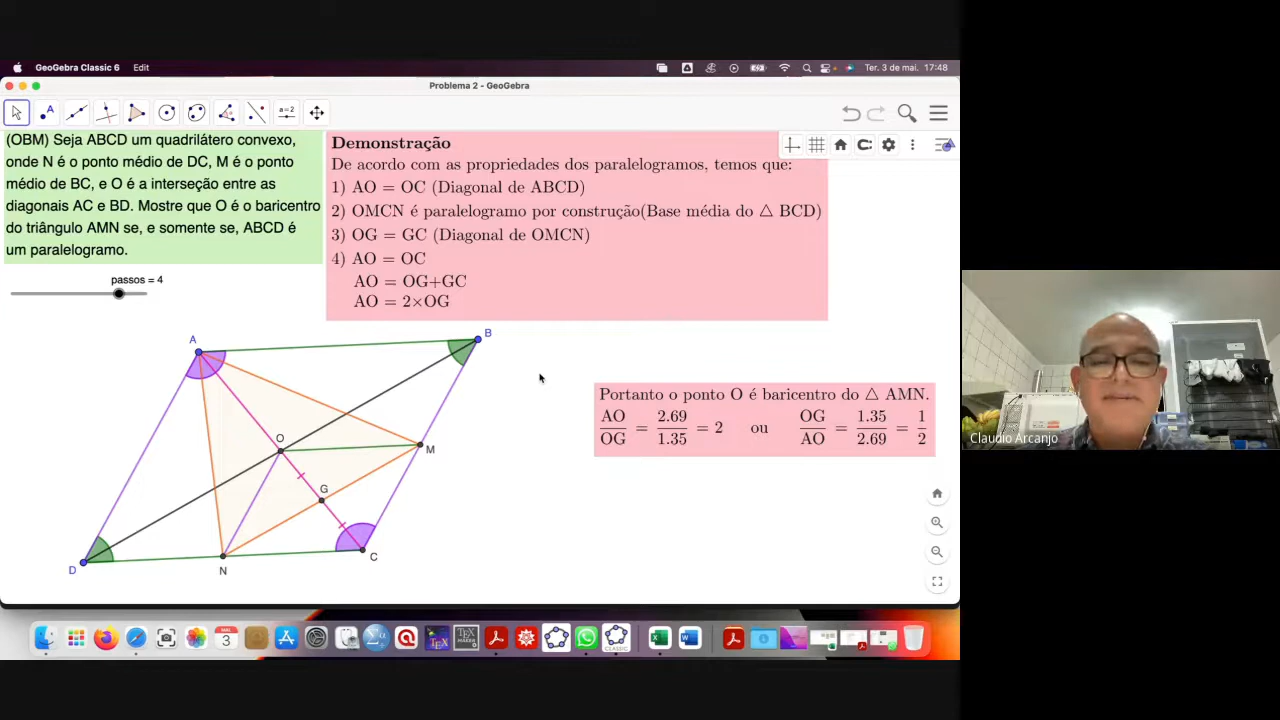 GeoGebra Classic 6 Edit
Ter. 3 de mai. 17:48
Problema 2 - GeoGebra
A
a=2
(OBM) Seja ABCD um quadrilátero convexo,
onde N é o ponto médio de DC, M é o ponto
médio de BC, e O é a interseção entre as
diagonais AC e BD. Mostre que O é o baricentro
do triângulo AMN se, e somente se, ABCD é
um paralelogramo.
passos = 4
Demonstração
De acordo com as propriedades dos paralelogramos, temos que:
1) AO = OC (Diagonal de ABCD)
2) OMCN é paralelogramo por construção(Base média do △ BCD)
3) OG = GC (Diagonal de OMCN)
4) AO = OC
AO = OG+GC
AO = 2×OG
A
B
O
M
G
C
D
N
Portanto o ponto O é baricentro do △ AMN.
AO/OG = 2.69/1.35 = 2 ou OG/AO = 1.35/2.69 = 1/2
Claudio Arcanjo
MAI.
3
TEX
CLASSIC